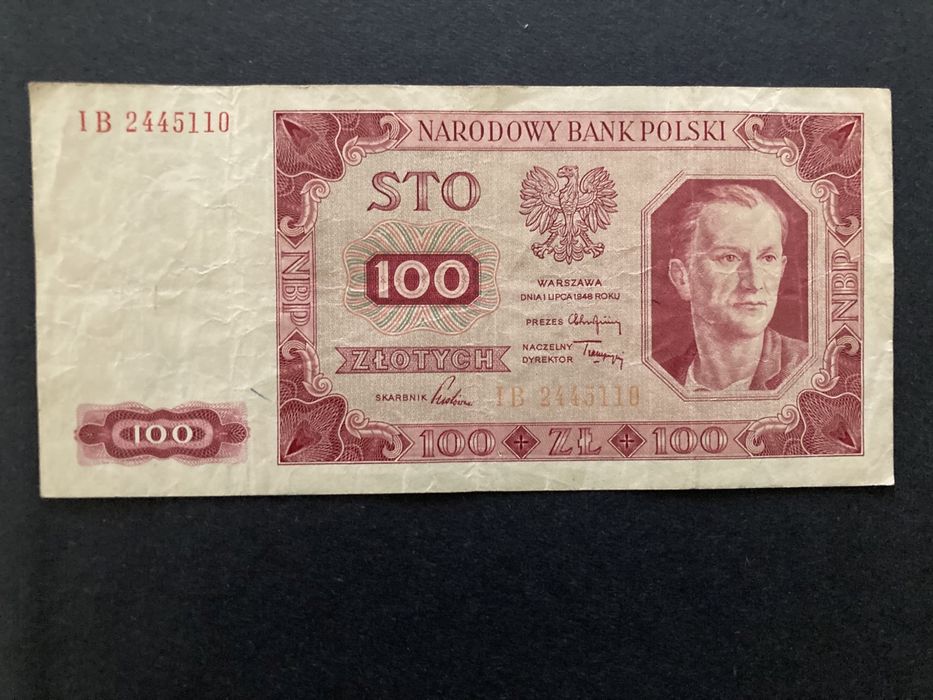 IB 2445110
NARODOWY BANK POLSKI
STO
100
ZŁOTYCH
WARSZAWA
DNIA 1 LIPCA 1948 ROKU
PREZES
NACZELNY
DYREKTOR
SKARBNIK
IB 2445110
NBP
NBP
100
100 + ZŁ + 100